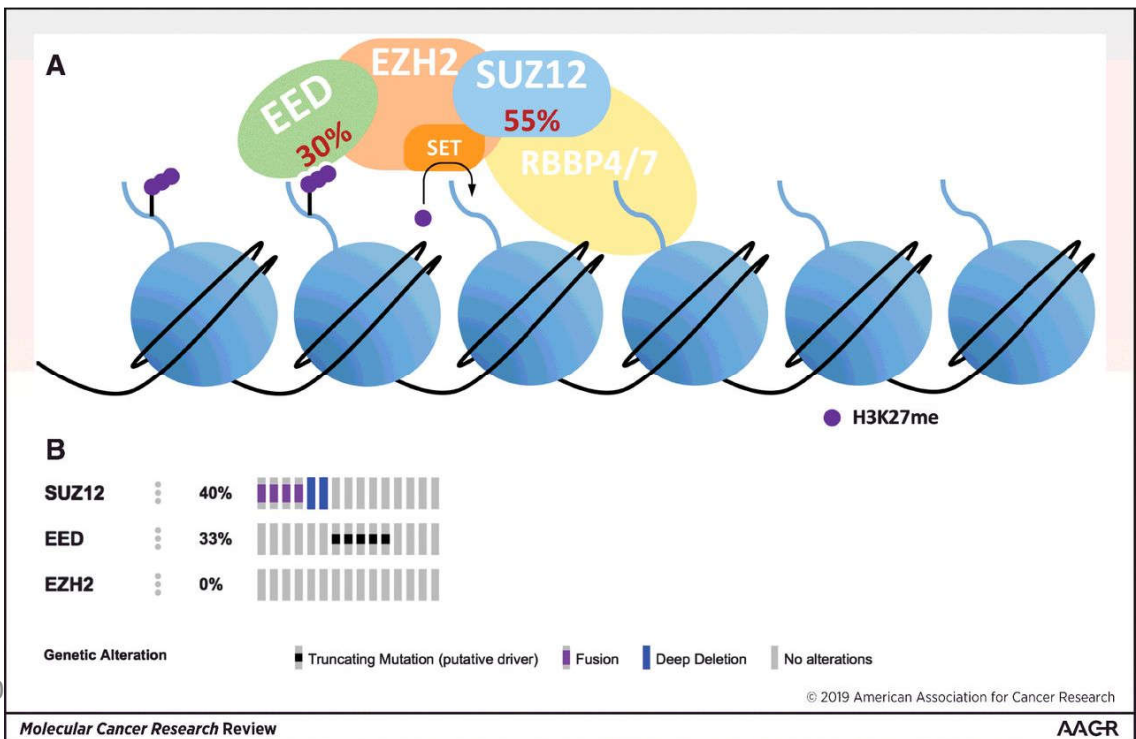 A
EED
30%
EZH2
SET
SUZ12
55%
RBBP4/7
H3K27me
B
SUZ12 40%
EED 33%
EZH2 0%
Genetic Alteration Truncating Mutation (putative driver) Fusion Deep Deletion No alterations
© 2019 American Association for Cancer Research
Molecular Cancer Research Review AACR